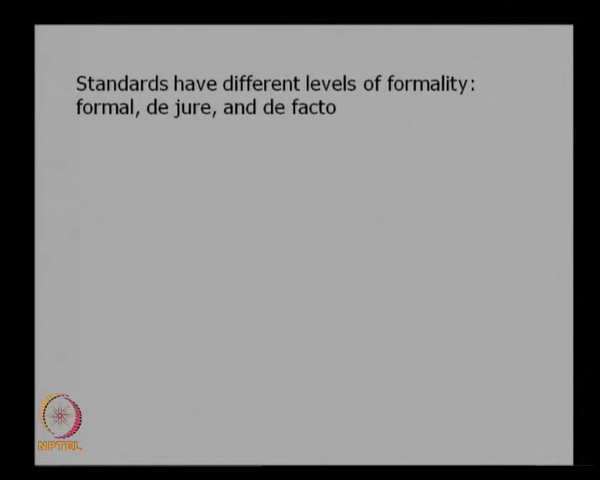 Standards have different levels of formality:
formal, de jure, and de facto
NPTEL